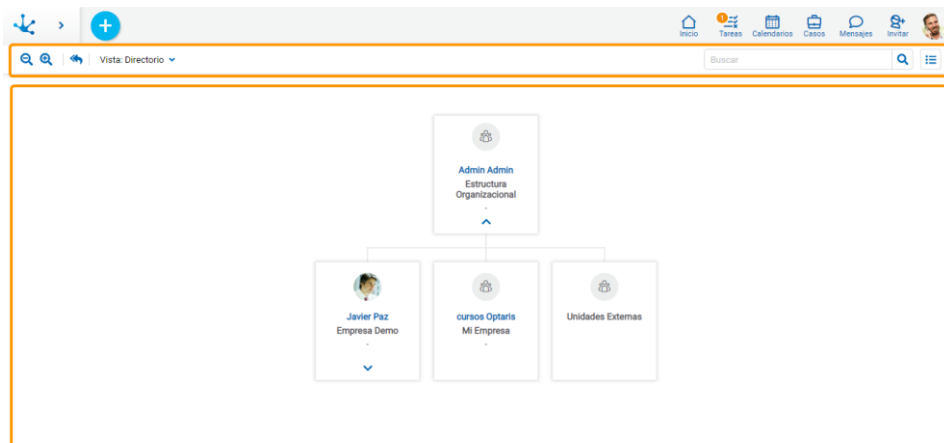 1
Inicio Tareas Calendarios Casos Mensajes Invitar
Vista: Directorio
Buscar
Admin Admin
Estructura
Organizacional
-
Javier Paz
Empresa Demo
-
cursos Optaris
Mi Empresa
-
Unidades Externas